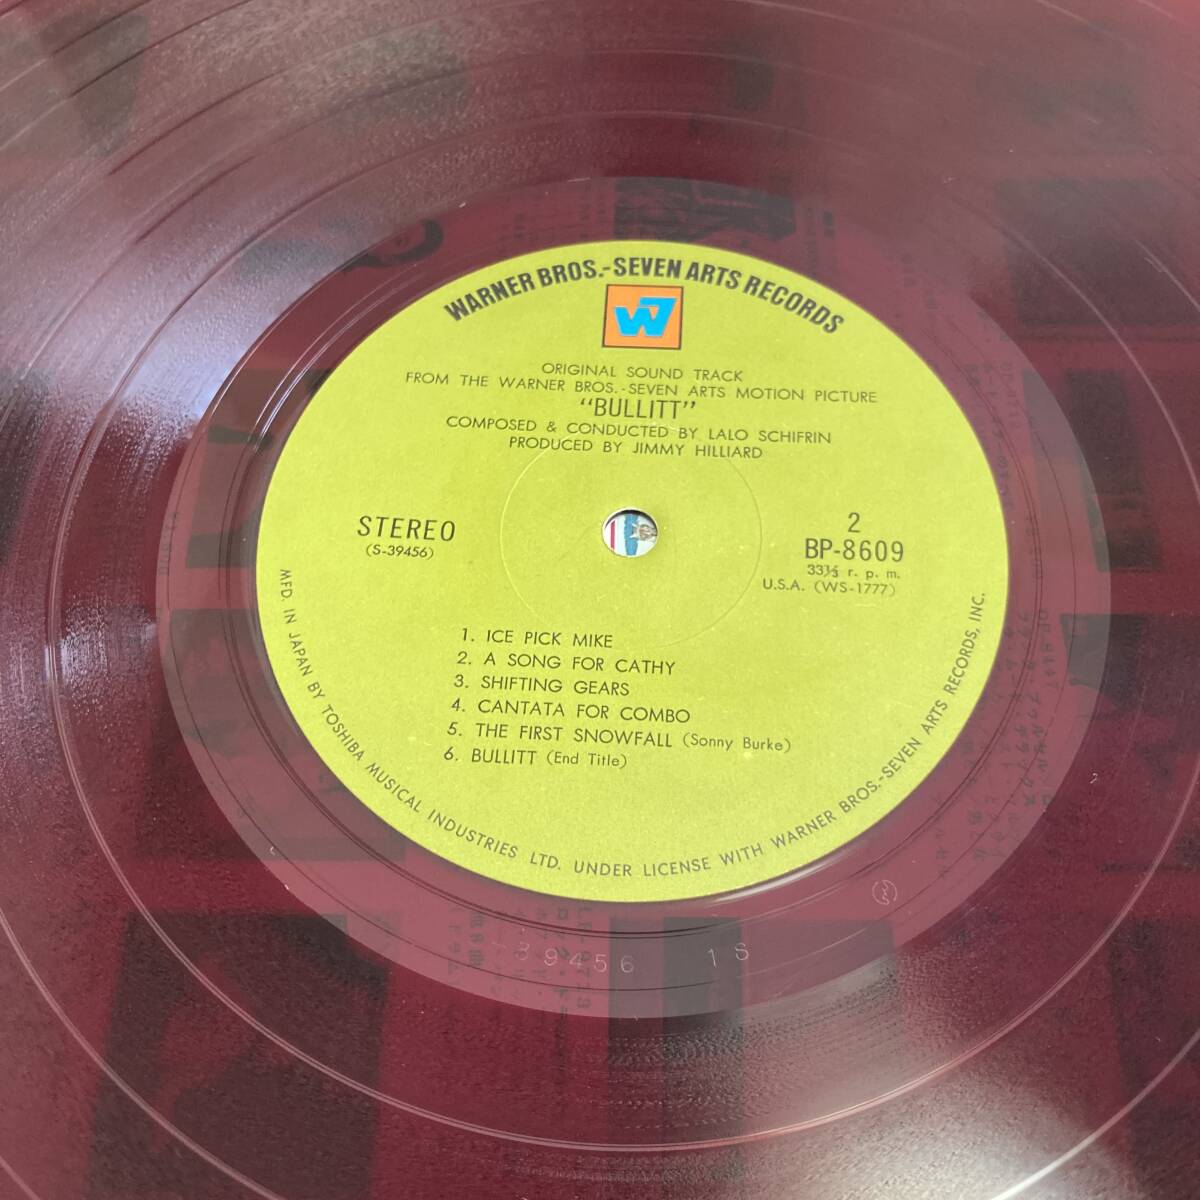 WARNER BROS.-SEVEN ARTS RECORDS
W7
ORIGINAL SOUND TRACK
FROM THE WARNER BROS.-SEVEN ARTS MOTION PICTURE
"BULLITT"
COMPOSED & CONDUCTED BY LALO SCHIFRIN
PRODUCED BY JIMMY HILLIARD
STEREO
(S-39456)
2
BP-8609
33⅓ r. p. m.
U.S.A. (WS-1777)
1. ICE PICK MIKE
2. A SONG FOR CATHY
3. SHIFTING GEARS
4. CANTATA FOR COMBO
5. THE FIRST SNOWFALL (Sonny Burke)
6. BULLITT (End Title)
MFD. IN JAPAN BY TOSHIBA MUSICAL INDUSTRIES LTD. UNDER LICENSE WITH WARNER BROS.-SEVEN ARTS RECORDS, INC.
39456 1S